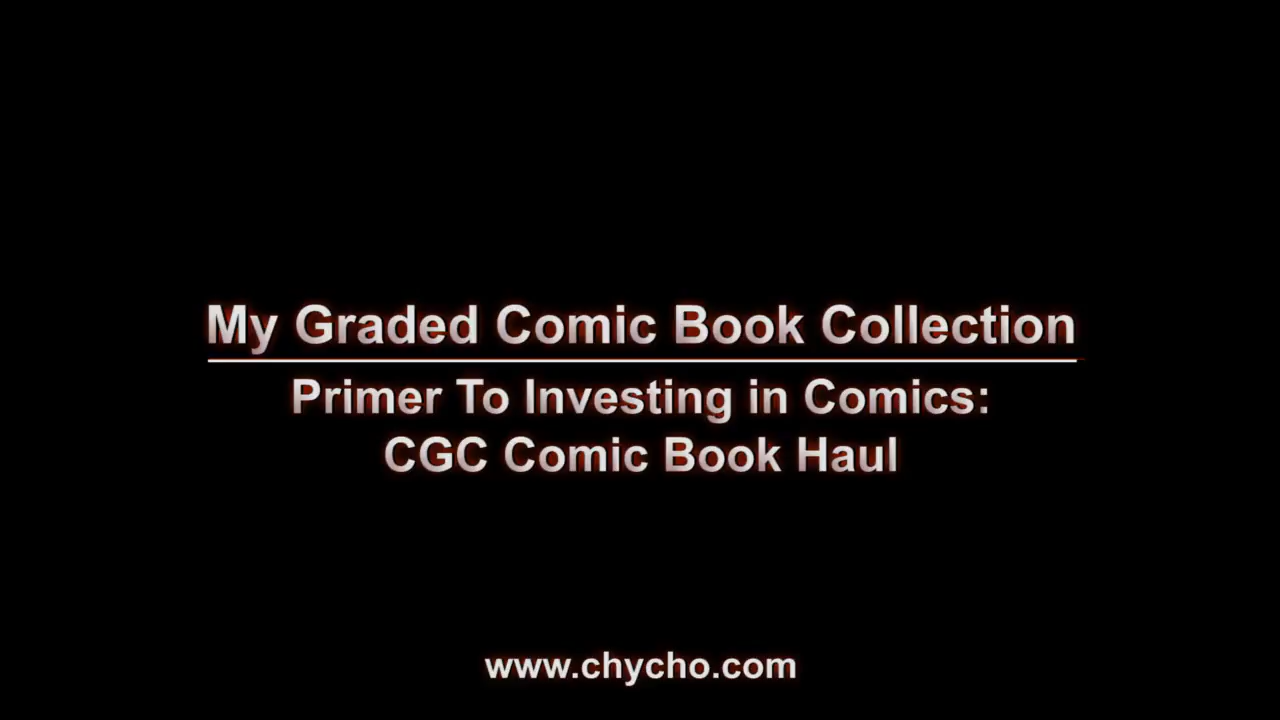 My Graded Comic Book Collection
Primer To Investing in Comics:
CGC Comic Book Haul
www.chycho.com